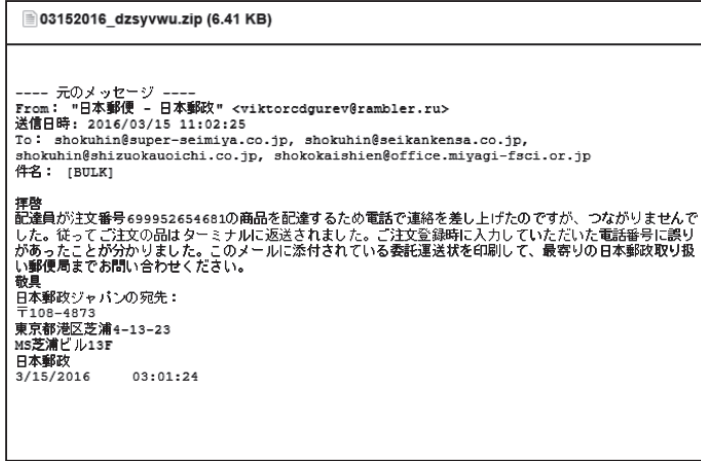 03152016_dzsyvwu.zip (6.41 KB)
---- 元のメッセージ ----
From： "日本郵便 - 日本郵政" <viktorcdgurev@rambler.ru>
送信日時: 2016/03/15 11:02:25
To： shokuhin@super-seimiya.co.jp, shokuhin@seikankensa.co.jp,
shokuhin@shizuokauoichi.co.jp, shokokaishien@office.miyagi-fsci.or.jp
件名： [BULK]
拝啓
配達員が注文番号699952654681の商品を配達するため電話で連絡を差し上げたのですが、つながりませんで
した。従ってご注文の品はターミナルに返送されました。ご注文登録時に入力していただいた電話番号に誤り
があったことが分かりました。このメールに添付されている委託運送状を印刷して、最寄りの日本郵政取り扱
い郵便局までお問い合わせください。
敬具
日本郵政ジャパンの宛先：
〒108-4873
東京都港区芝浦4-13-23
MS芝浦ビル13F
日本郵政
3/15/2016 03:01:24